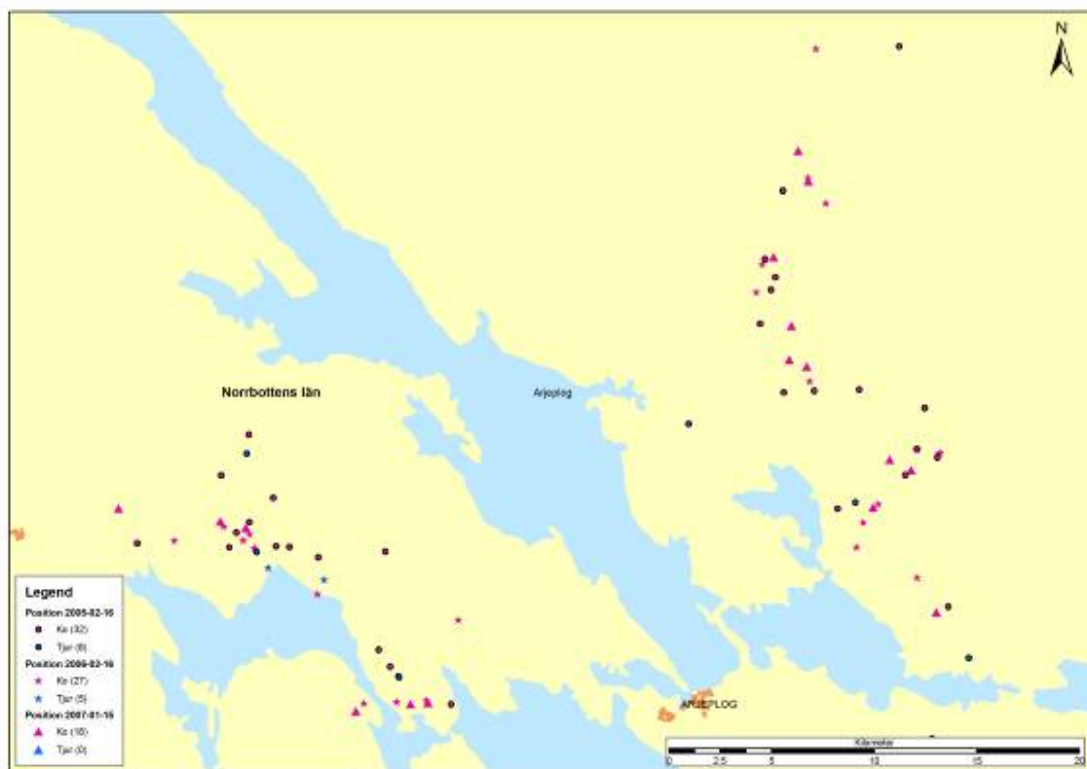 N
Norrbottens län
Arjeplog
Legend
Position 2005-02-16
Ko (32)
Tjur (8)
Position 2006-02-16
Ko (27)
Tjur (5)
Position 2007-01-15
Ko (16)
Tjur (0)
ARJEPLOG
Kilometer
0 2,5 5 10 15 20